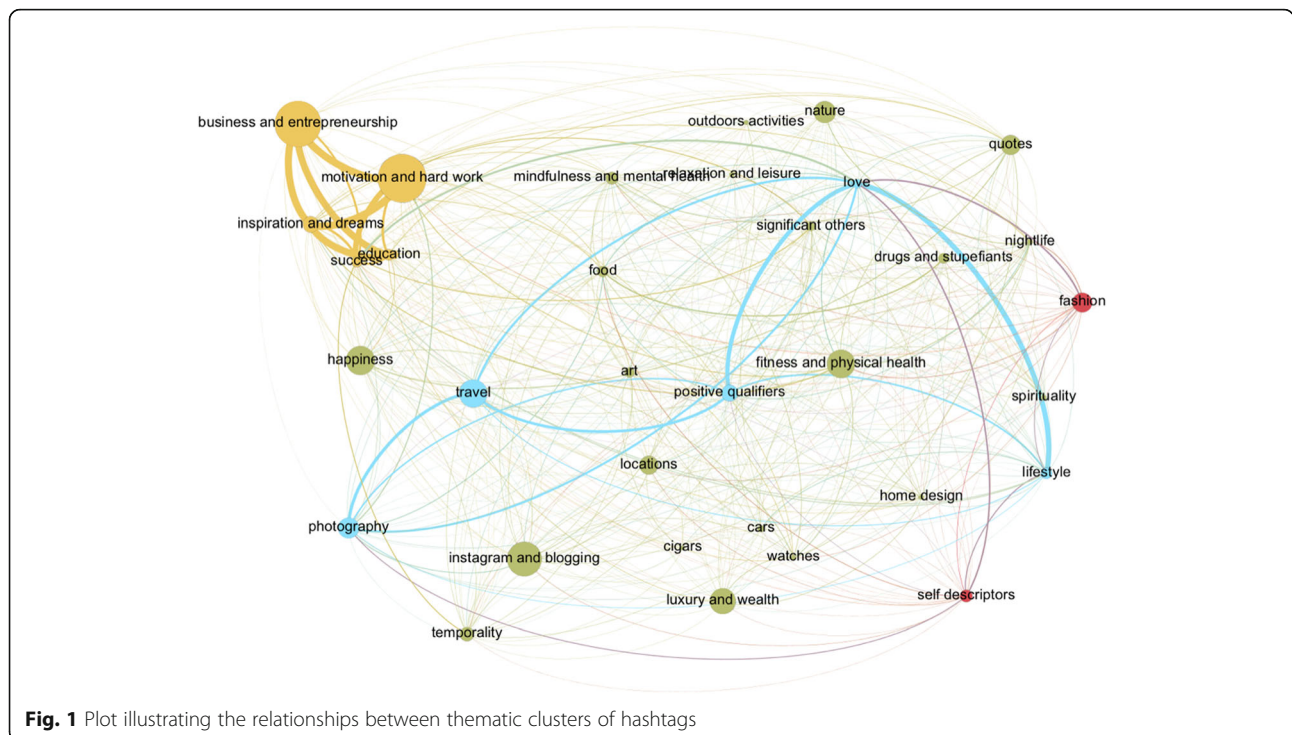 business and entrepreneurship
nature
outdoors activities
quotes
motivation and hard work
mindfulness and mental health
relaxation and leisure
love
inspiration and dreams
significant others
nightlife
education
success
drugs and stupefiants
food
fashion
happiness
fitness and physical health
art
travel
positive qualifiers
spirituality
locations
lifestyle
home design
photography
cars
cigars
instagram and blogging
watches
luxury and wealth
self descriptors
temporality
Fig. 1 Plot illustrating the relationships between thematic clusters of hashtags